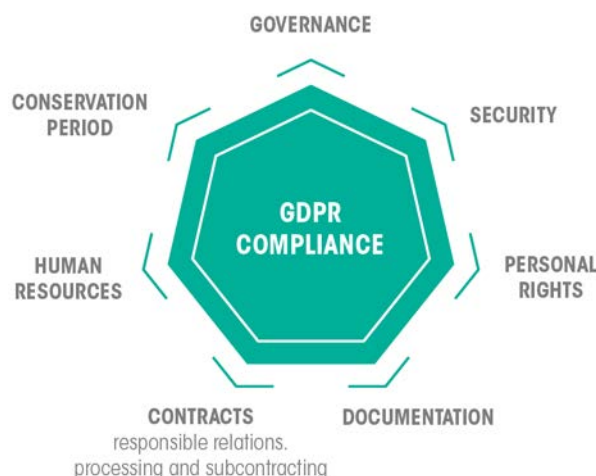 GOVERNANCE
CONSERVATION
PERIOD
SECURITY
GDPR
COMPLIANCE
HUMAN
RESOURCES
PERSONAL
RIGHTS
CONTRACTS
responsible relations.
processing and subcontracting
DOCUMENTATION